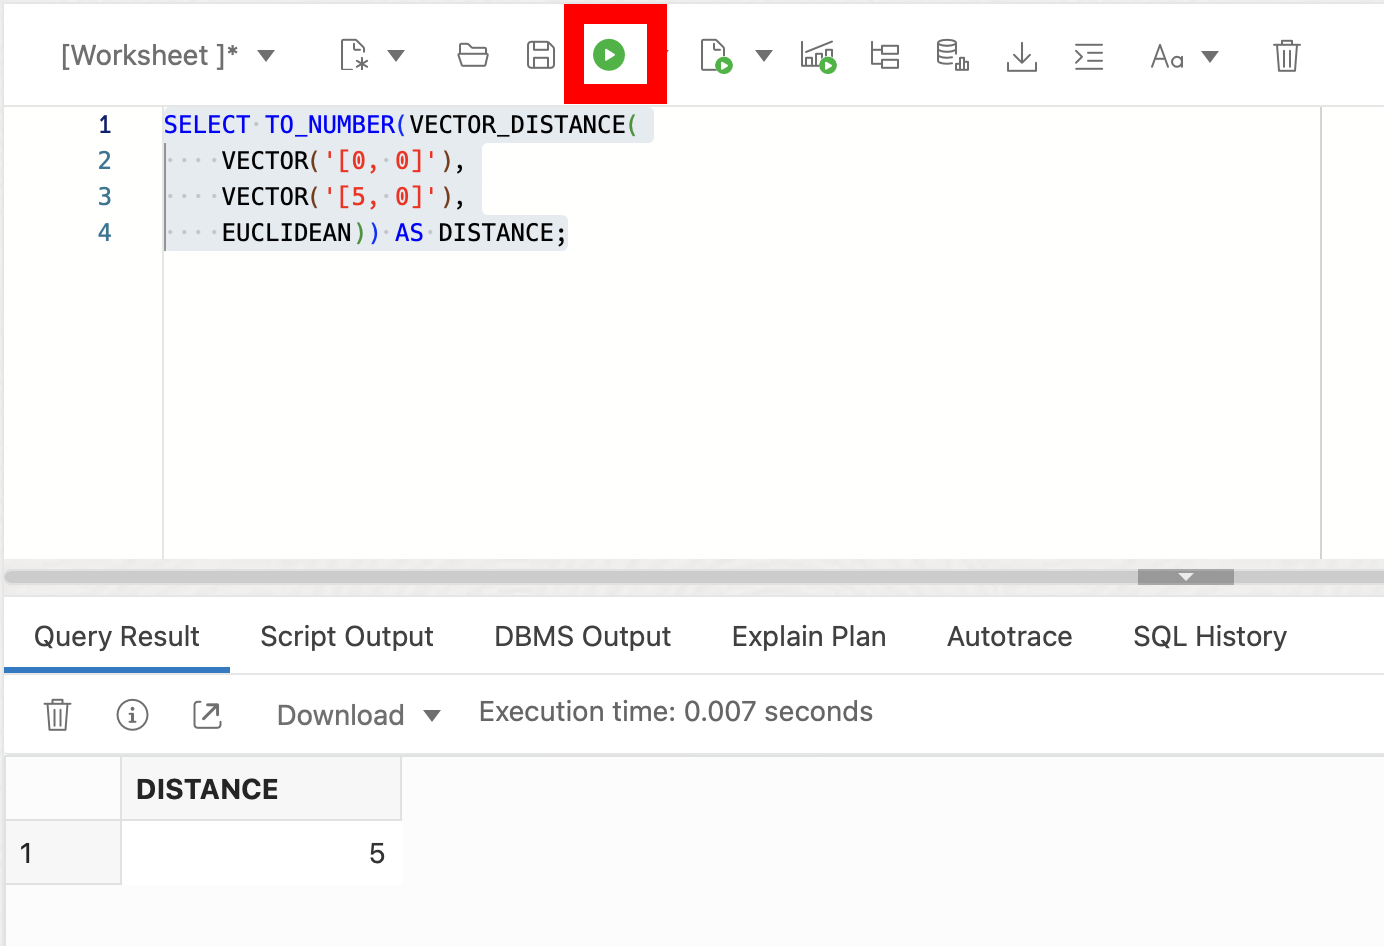 [Worksheet ]*
Aa
1 SELECT TO_NUMBER(VECTOR_DISTANCE(
2 VECTOR('[0, 0]'),
3 VECTOR('[5, 0]'),
4 EUCLIDEAN)) AS DISTANCE;
Query Result Script Output DBMS Output Explain Plan Autotrace SQL History
Download Execution time: 0.007 seconds
DISTANCE
1 5